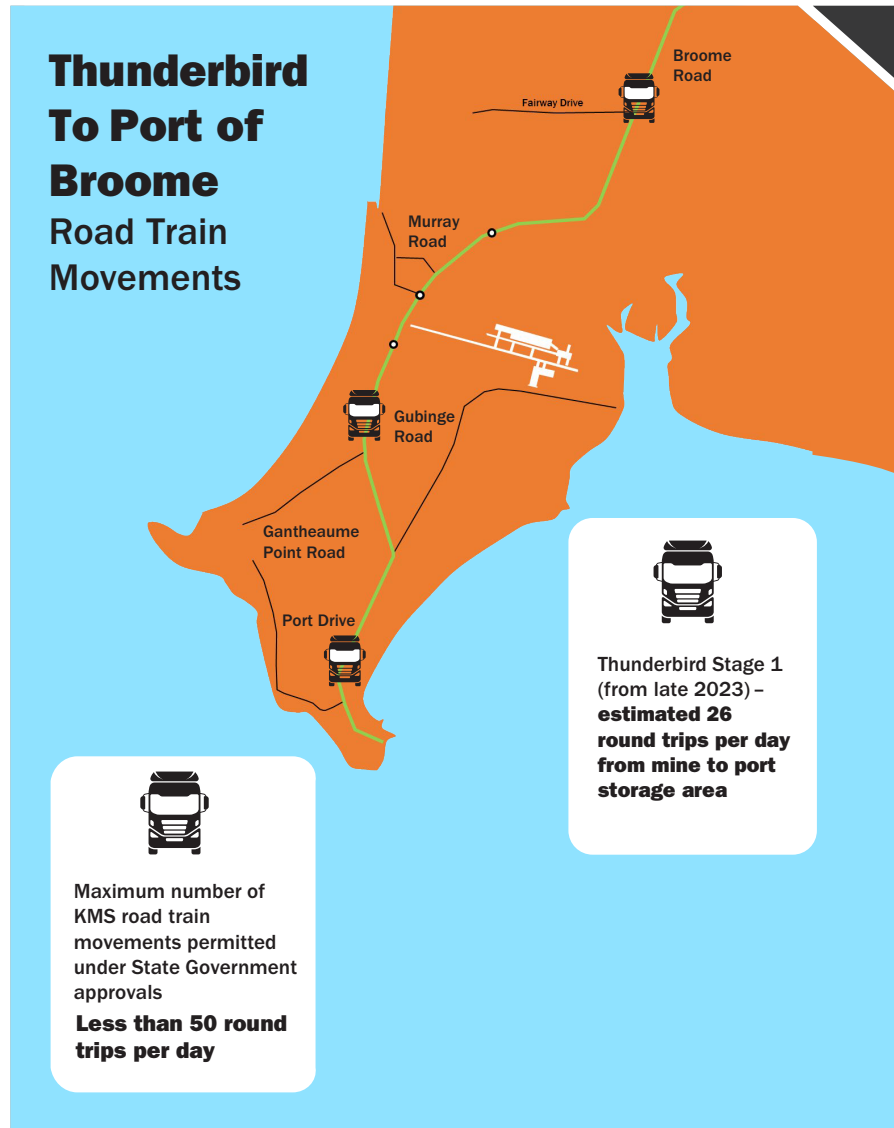 Thunderbird
To Port of
Broome
Road Train
Movements
Broome
Road
Fairway Drive
Murray
Road
Gubinge
Road
Gantheaume
Point Road
Port Drive
Thunderbird Stage 1
(from late 2023) –
estimated 26
round trips per day
from mine to port
storage area
Maximum number of
KMS road train
movements permitted
under State Government
approvals
Less than 50 round
trips per day